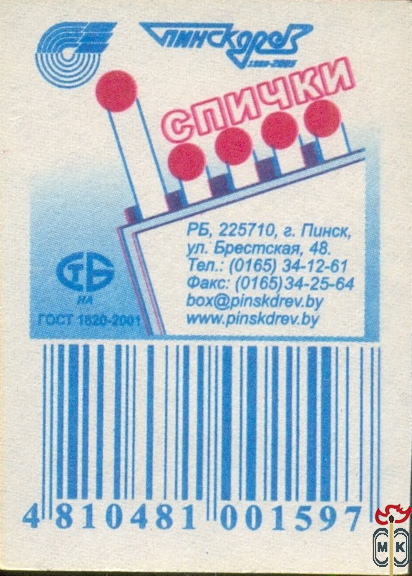 ПИНСКДРЕВ
1880-2005
СПИЧКИ
РБ, 225710, г. Пинск,
ул. Брестская, 48.
Тел.: (0165) 34-12-61
Факс: (0165)34-25-64
box@pinskdrev.by
www.pinskdrev.by
СТБ
НА
ГОСТ 1820-2001
4 810481 001597
М К